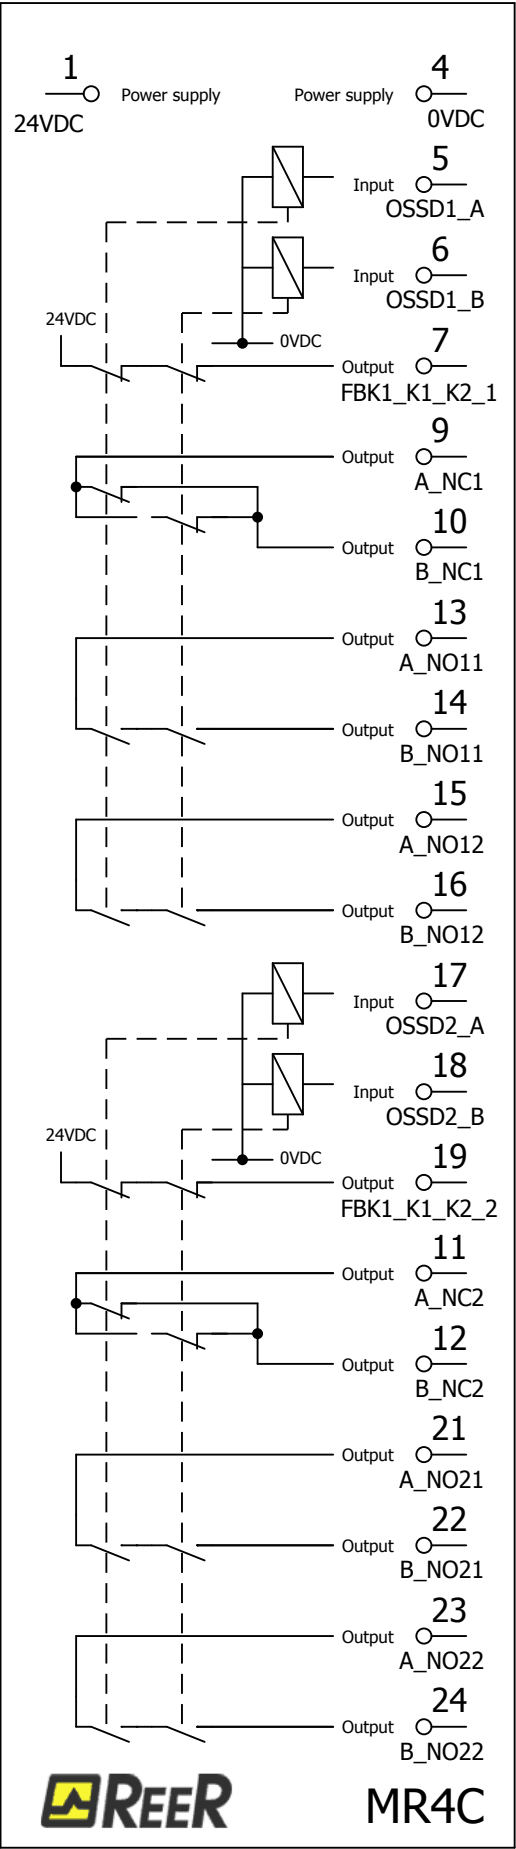 1
4
Power supply
Power supply
24VDC
0VDC
5
Input
OSSD1_A
6
Input
OSSD1_B
24VDC
0VDC
7
Output
FBK1_K1_K2_1
9
Output
A_NC1
10
Output
B_NC1
13
Output
A_NO11
14
Output
B_NO11
15
Output
A_NO12
16
Output
B_NO12
17
Input
OSSD2_A
18
Input
OSSD2_B
24VDC
0VDC
19
Output
FBK1_K1_K2_2
11
Output
A_NC2
12
Output
B_NC2
21
Output
A_NO21
22
Output
B_NO21
23
Output
A_NO22
24
Output
B_NO22
REER
MR4C